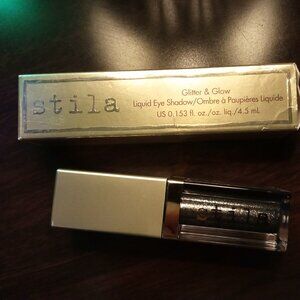 stila
Glitter & Glow
Liquid Eye Shadow/Ombre à Paupières Liquide
US 0.153 fl. oz./oz. liq./4.5 mL
stila